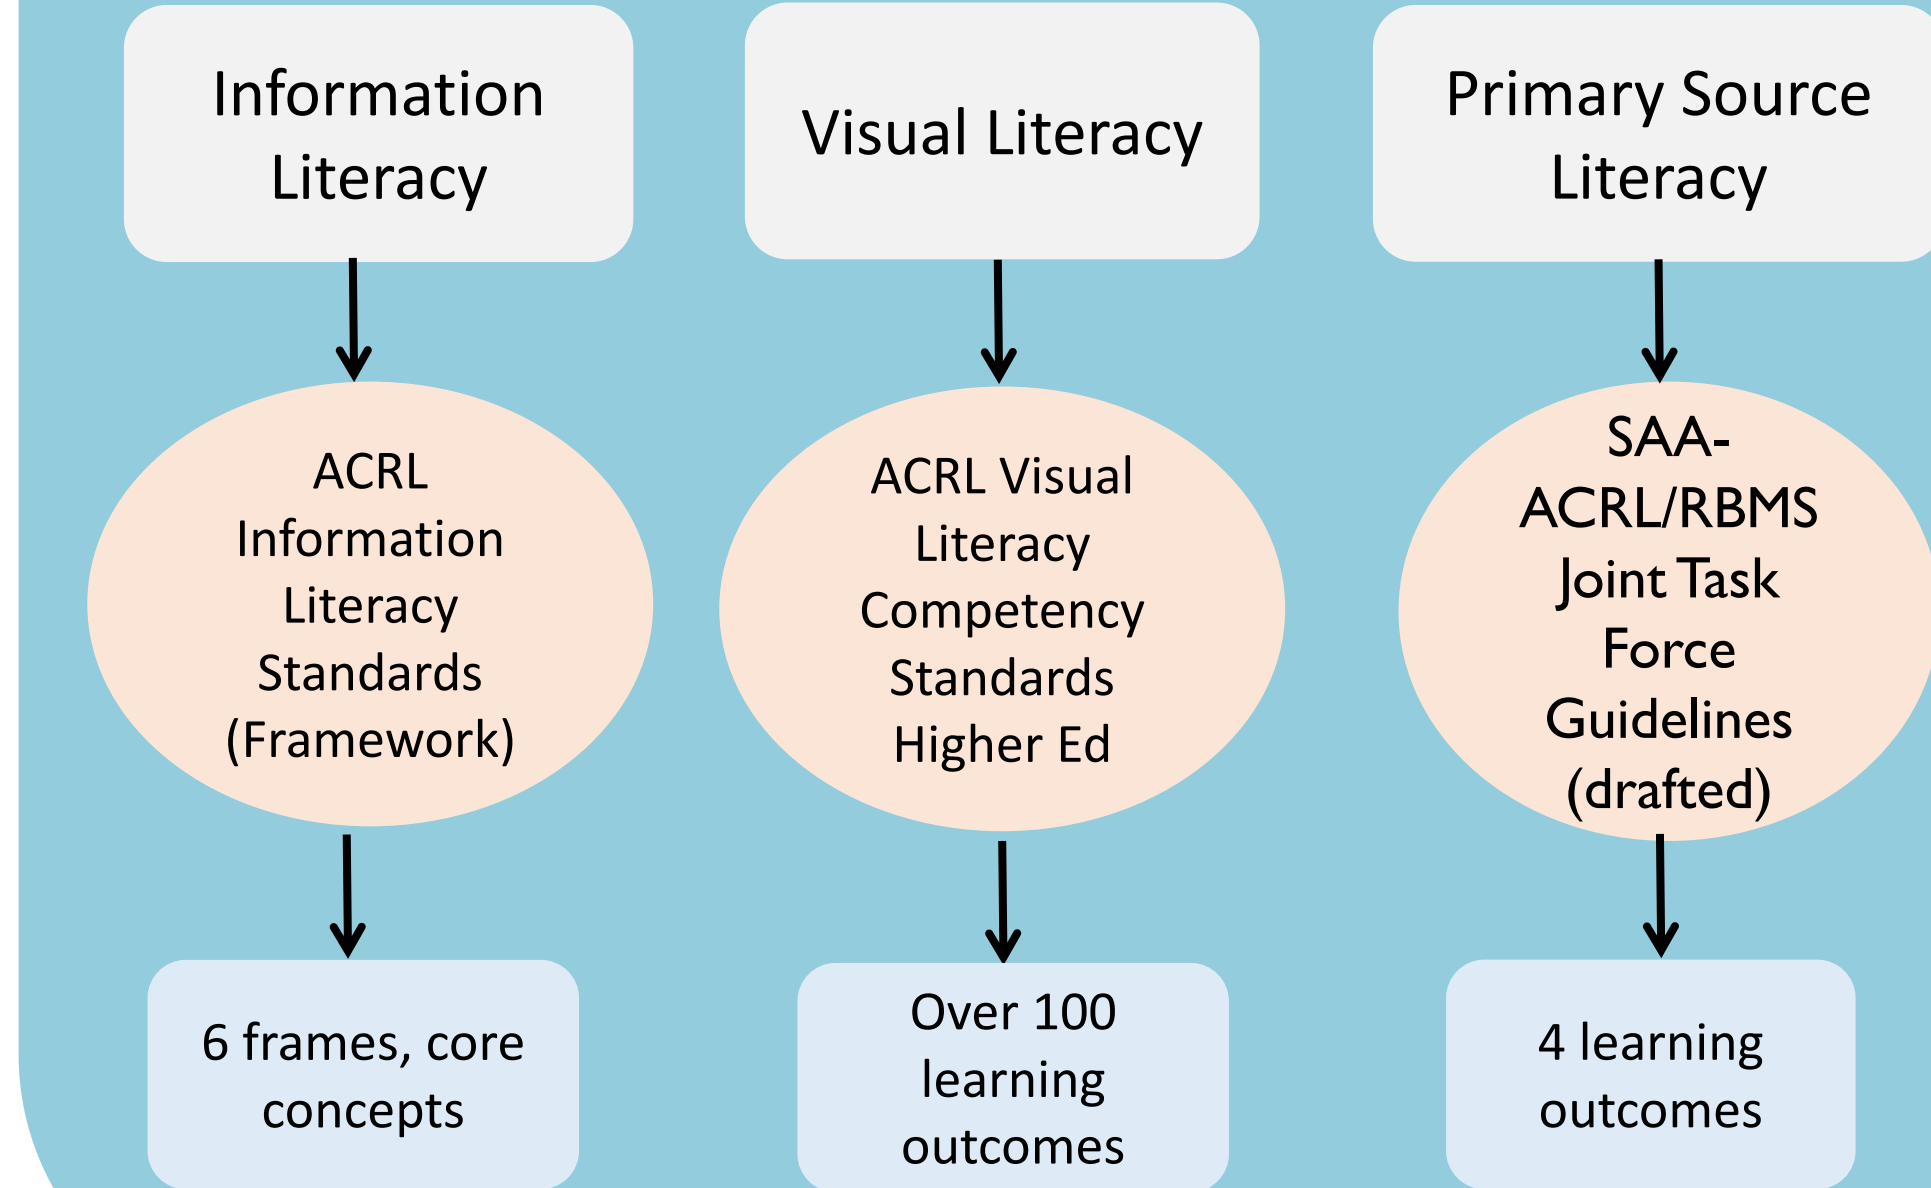 Information
Literacy
Visual Literacy
Primary Source
Literacy
ACRL
Information
Literacy
Standards
(Framework)
ACRL Visual
Literacy
Competency
Standards
Higher Ed
SAA-
ACRL/RBMS
Joint Task
Force
Guidelines
(drafted)
6 frames, core
concepts
Over 100
learning
outcomes
4 learning
outcomes